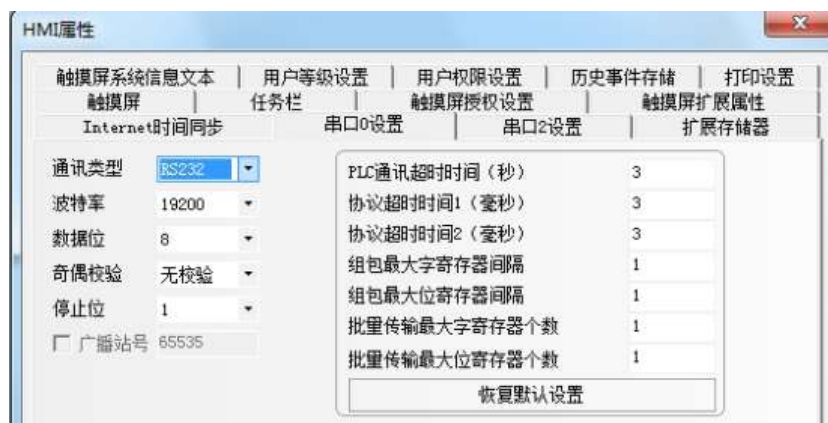 HMI属性
触摸屏系统信息文本 用户等级设置 用户权限设置 历史事件存储 打印设置
触摸屏 任务栏 触摸屏授权设置 触摸屏扩展属性
Internet时间同步 串口0设置 串口2设置 扩展存储器
通讯类型 RS232
波特率 19200
数据位 8
奇偶校验 无校验
停止位 1
广播站号 65535
PLC通讯超时时间（秒） 3
协议超时时间1（毫秒） 3
协议超时时间2（毫秒） 3
组包最大字寄存器间隔 1
组包最大位寄存器间隔 1
批量传输最大字寄存器个数 1
批量传输最大位寄存器个数 1
恢复默认设置